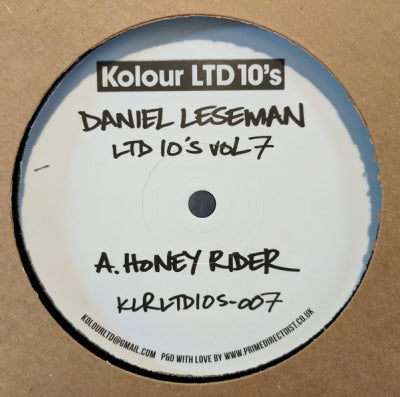 Kolour LTD 10's
DANIEL LESEMAN
LTD 10'S VOL 7
A. HONEY RIDER
KLRLTD10S-007
KOLOURLTD@GMAIL.COM P&D WITH LOVE BY WWW.PRIMEDIRECTDIST.CO.UK